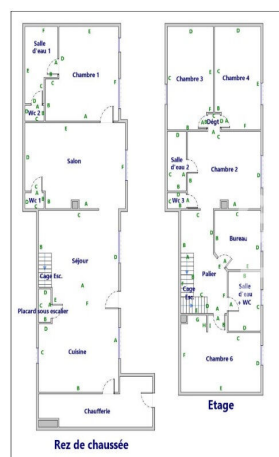 Salle
d'eau 1
Chambre 1
Wc 2
Salon
Wc 1
Séjour
Cage Esc.
Placard sous escalier
Cuisine
Chaufferie
Rez de chaussée
Chambre 3
Chambre 4
Dégt
Salle
d'eau 2
Chambre 2
Wc 3
Bureau
Palier
Cage
Esc
Salle
d'eau
+ WC
Chambre 6
Etage